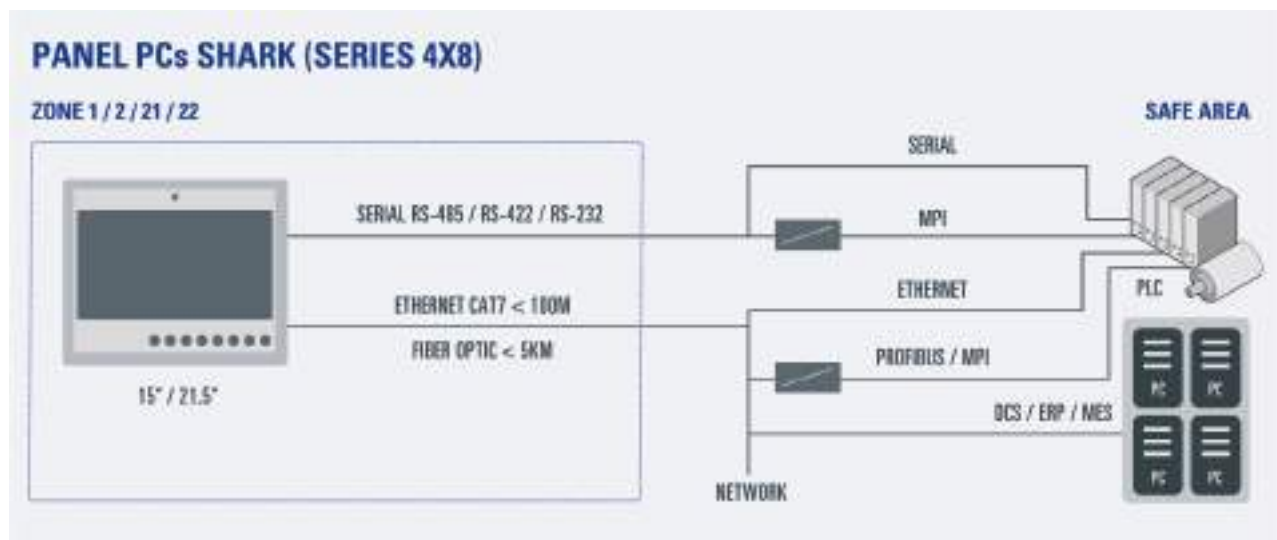 PANEL PCs SHARK (SERIES 4X8)
ZONE 1 / 2 / 21 / 22
SAFE AREA
SERIAL
SERIAL RS-485 / RS-422 / RS-232
MPI
ETHERNET
PLC
ETHERNET CAT7 < 100M
FIBER OPTIC < 5KM
PROFIBUS / MPI
15" / 21.5"
DCS / ERP / MES
PC
PC
PC
PC
NETWORK